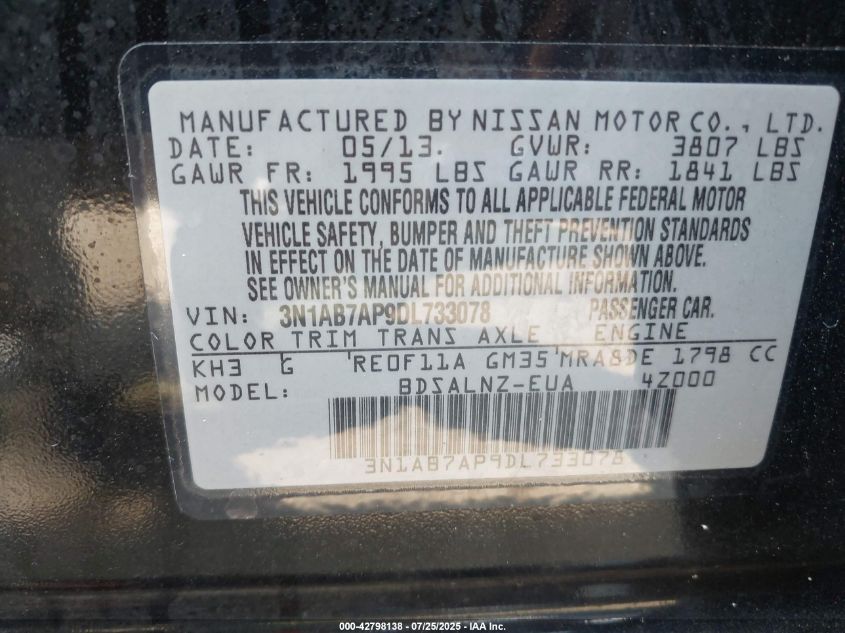 MANUFACTURED BY NISSAN MOTOR CO., LTD.
DATE: 05/13. GVWR: 3807 LBS
GAWR FR: 1995 LBS GAWR RR: 1841 LBS
THIS VEHICLE CONFORMS TO ALL APPLICABLE FEDERAL MOTOR
VEHICLE SAFETY, BUMPER AND THEFT PREVENTION STANDARDS
IN EFFECT ON THE DATE OF MANUFACTURE SHOWN ABOVE.
SEE OWNER'S MANUAL FOR ADDITIONAL INFORMATION.
VIN: 3N1AB7AP9DL733078 PASSENGER CAR.
COLOR TRIM TRANS AXLE ENGINE
KH3 G RE0F11A GM35 MRA8DE 1798 CC
MODEL: BDSALNZ-EUA 4Z000
3N1AB7AP9DL733078
000-42798138 - 07/25/2025 - IAA Inc.